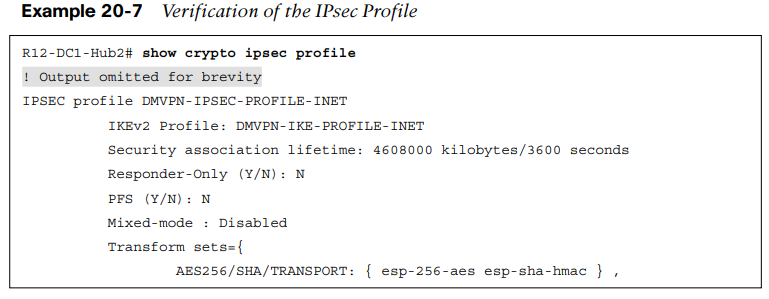 Example 20-7 Verification of the IPsec Profile
R12-DC1-Hub2# show crypto ipsec profile
! Output omitted for brevity
IPSEC profile DMVPN-IPSEC-PROFILE-INET
IKEv2 Profile: DMVPN-IKE-PROFILE-INET
Security association lifetime: 4608000 kilobytes/3600 seconds
Responder-Only (Y/N): N
PFS (Y/N): N
Mixed-mode : Disabled
Transform sets={
AES256/SHA/TRANSPORT: { esp-256-aes esp-sha-hmac } ,